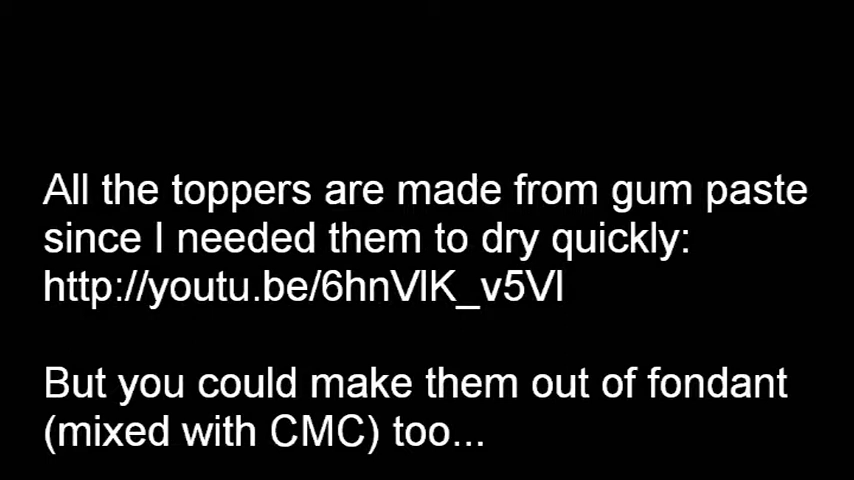 All the toppers are made from gum paste
since I needed them to dry quickly:
http://youtu.be/6hnVlK_v5Vl

But you could make them out of fondant
(mixed with CMC) too...